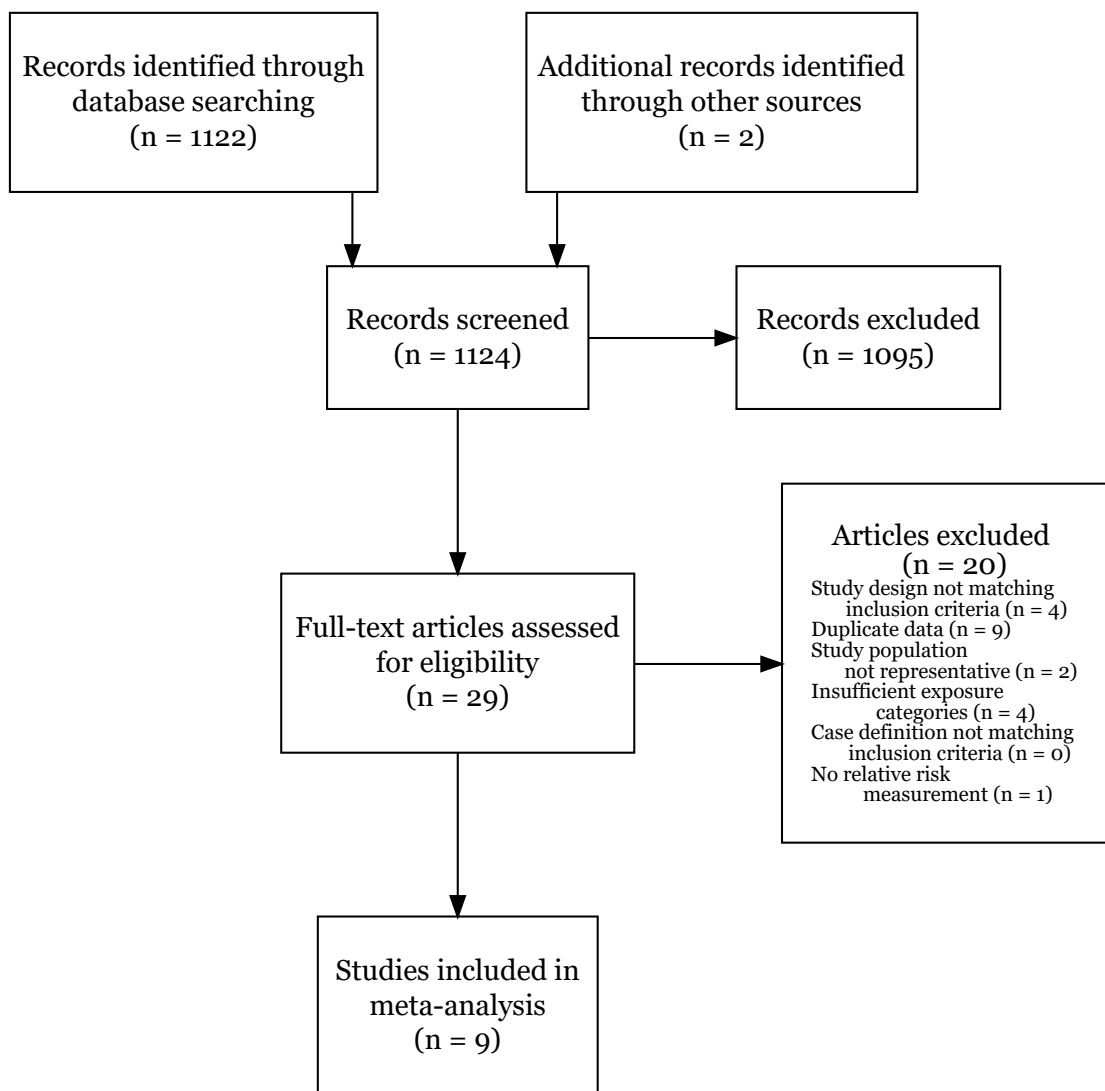 Records identified through
database searching
(n = 1122)
Additional records identified
through other sources
(n = 2)
Records screened
(n = 1124)
Records excluded
(n = 1095)
Full-text articles assessed
for eligibility
(n = 29)
Articles excluded
(n = 20)
Study design not matching
inclusion criteria (n = 4)
Duplicate data (n = 9)
Study population
not representative (n = 2)
Insufficient exposure
categories (n = 4)
Case definition not matching
inclusion criteria (n = 0)
No relative risk
measurement (n = 1)
Studies included in
meta-analysis
(n = 9)